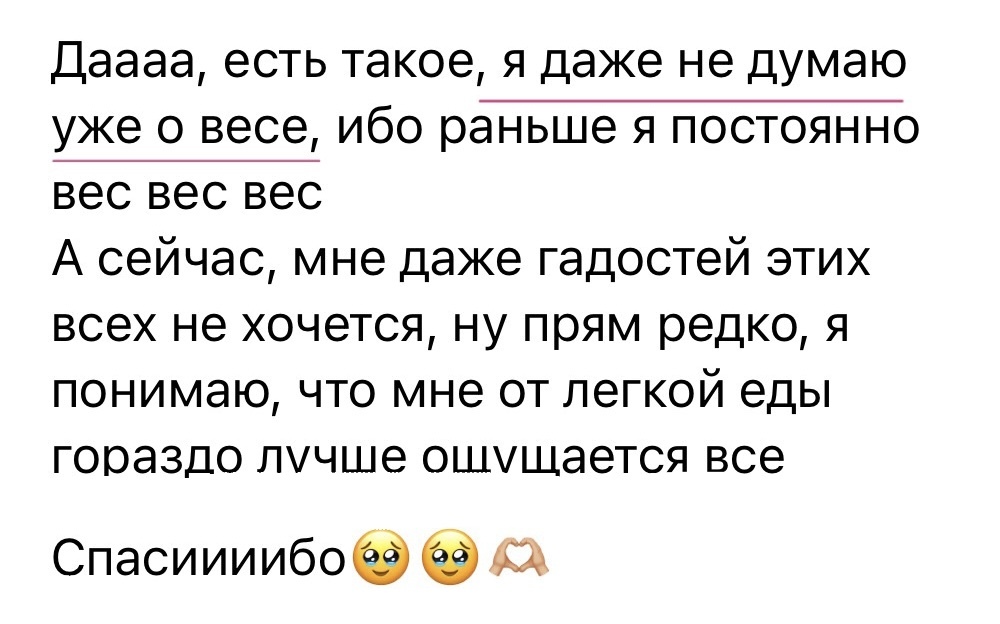 Даааа, есть такое, я даже не думаю
уже о весе, ибо раньше я постоянно
вес вес вес
А сейчас, мне даже гадостей этих
всех не хочется, ну прям редко, я
понимаю, что мне от легкой еды
гораздо лучше ощущается все
Спасиииибо🥹🥹🫶🏼